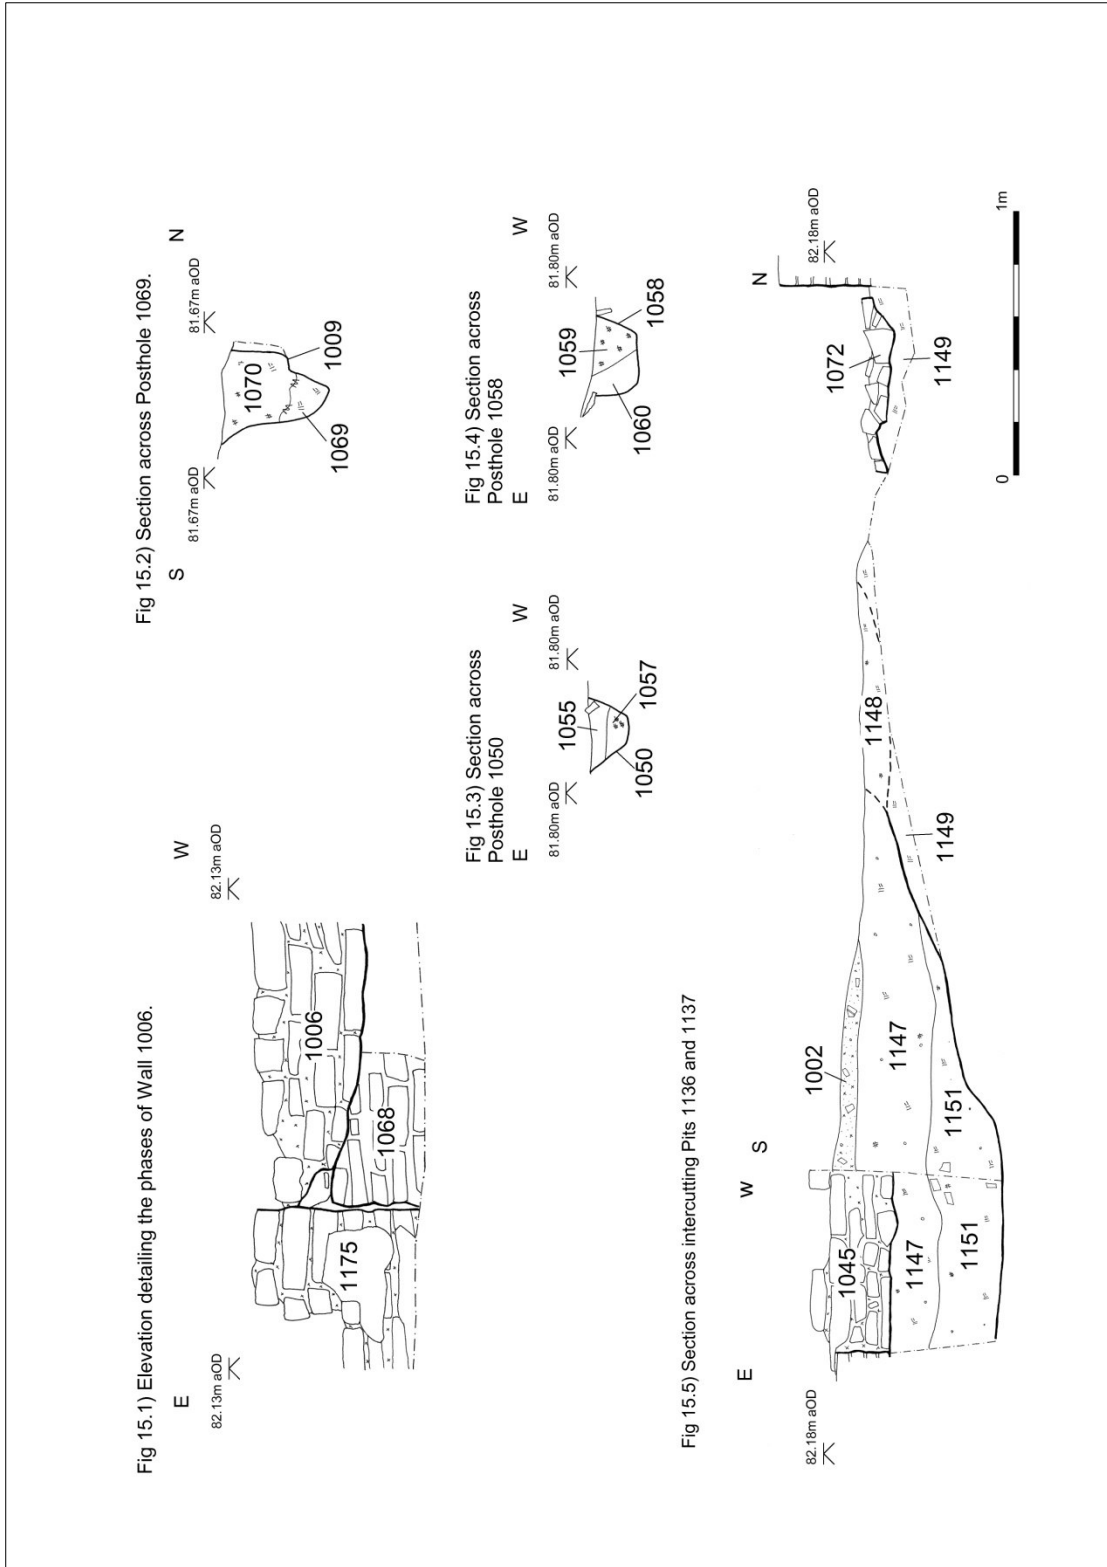 Fig 15.1) Elevation detailing the phases of Wall 1006.
E
W
82.13m aOD
82.13m aOD
1175
1006
1068
Fig 15.2) Section across Posthole 1069.
S
N
81.67m aOD
81.67m aOD
1070
1069
1009
Fig 15.3) Section across
Posthole 1050
E
W
81.80m aOD
81.80m aOD
1055
1050
1057
Fig 15.4) Section across
Posthole 1058
E
W
81.80m aOD
81.80m aOD
1059
1060
1058
Fig 15.5) Section across intercutting Pits 1136 and 1137
E
W
S
N
82.18m aOD
82.18m aOD
1045
1002
1147
1147
1151
1151
1148
1149
1072
1149
0
1m